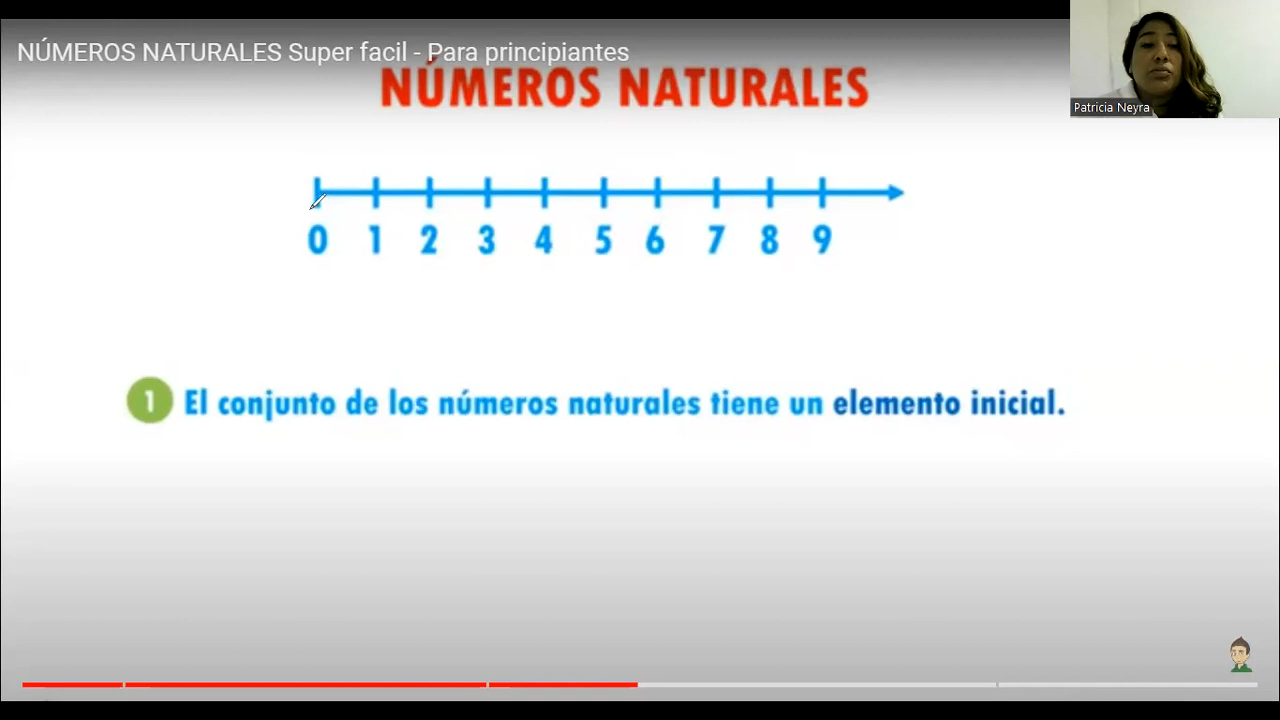 NÚMEROS NATURALES Super facil - Para principiantes
NÚMEROS NATURALES
Patricia Neyra
0 1 2 3 4 5 6 7 8 9
1 El conjunto de los números naturales tiene un elemento inicial.